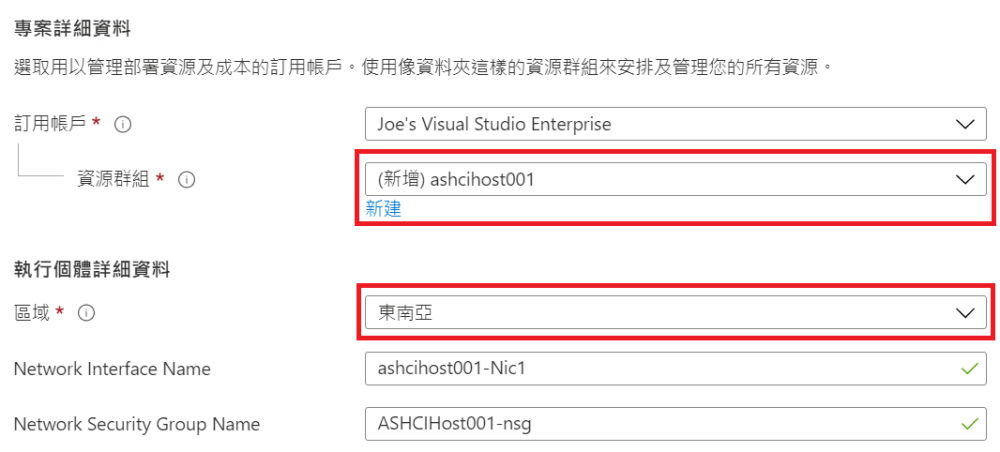 專案詳細資料
選取用以管理部署資源及成本的訂用帳戶。使用像資料夾這樣的資源群組來安排及管理您的所有資源。
訂用帳戶 * Joe's Visual Studio Enterprise
資源群組 * (新增) ashcihost001
新建
執行個體詳細資料
區域 * 東南亞
Network Interface Name ashcihost001-Nic1
Network Security Group Name ASHCIHost001-nsg